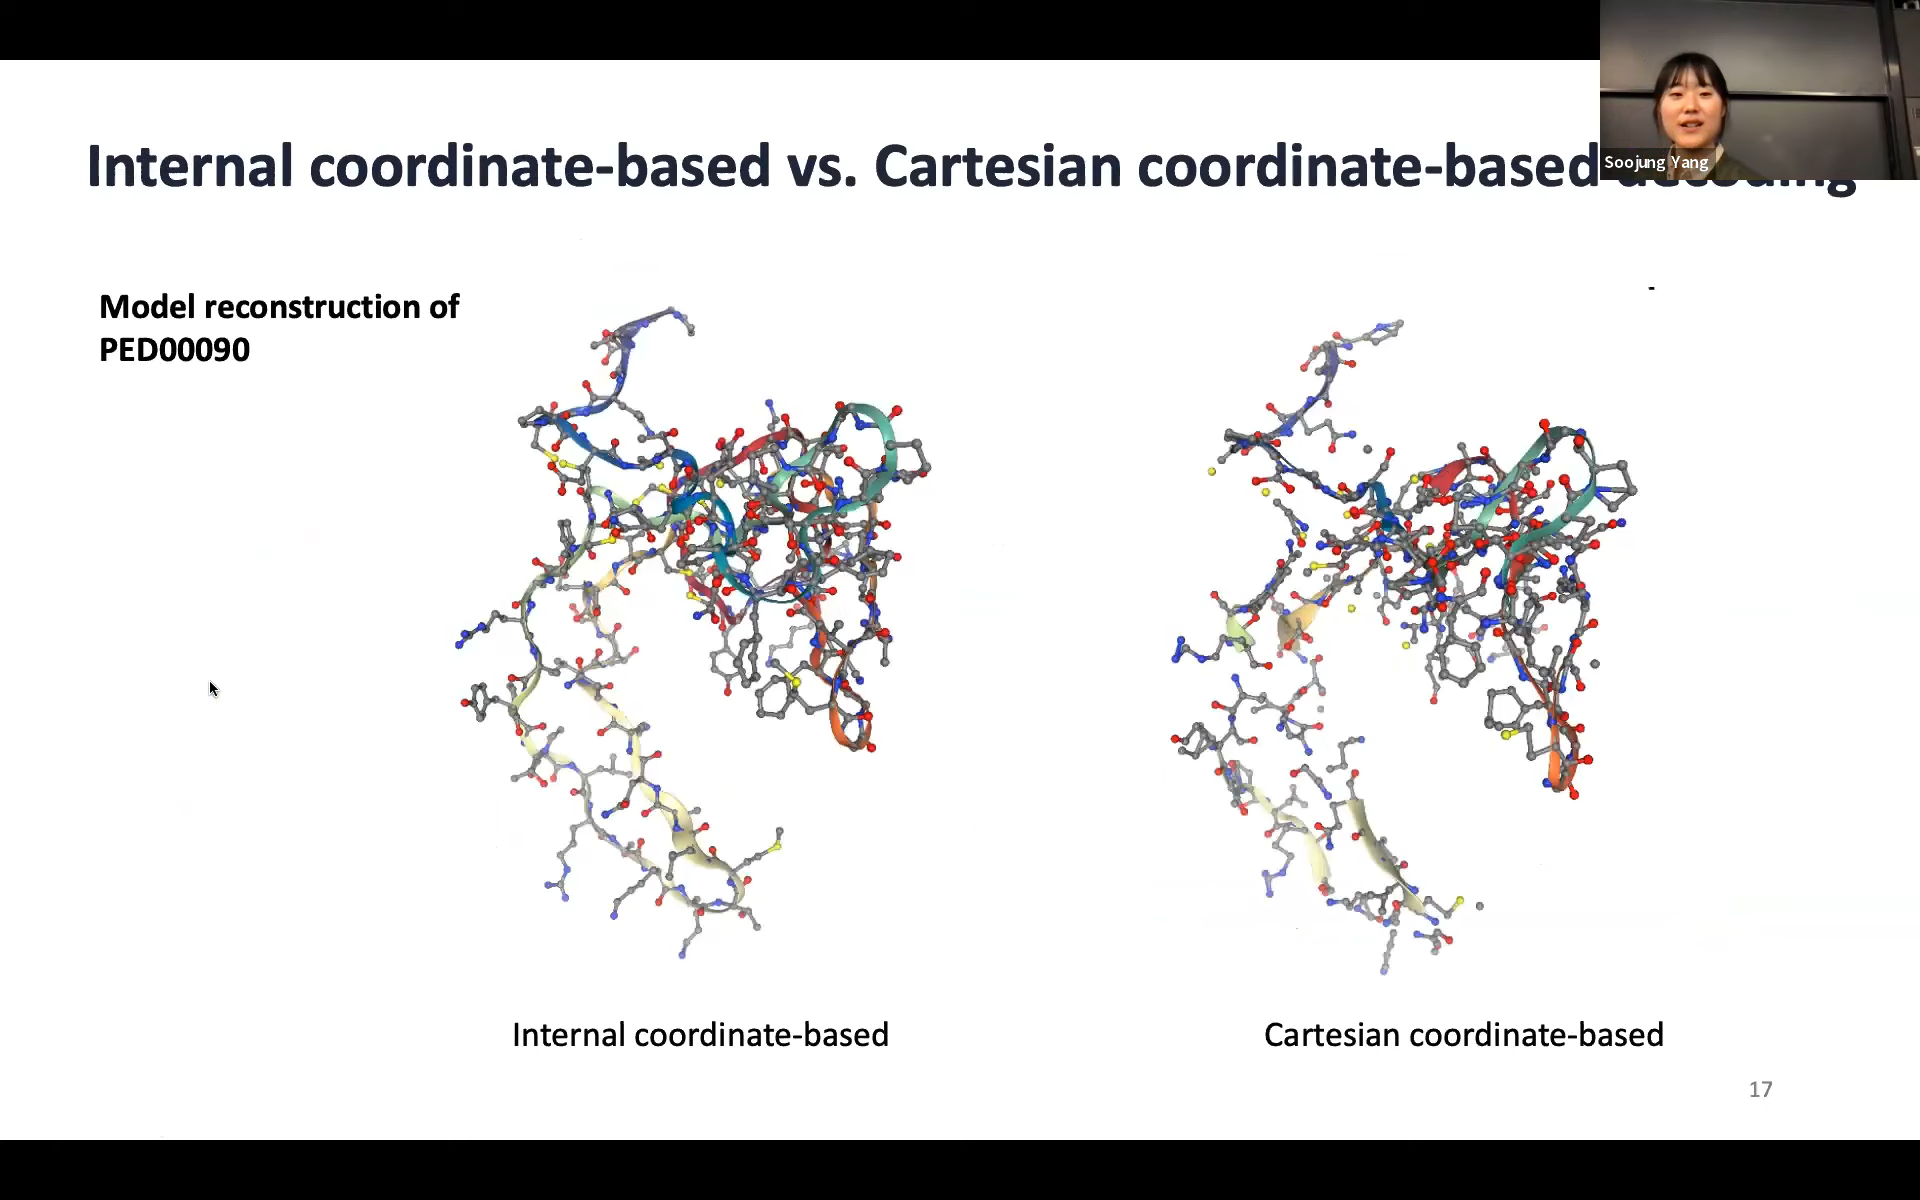 Internal coordinate-based vs. Cartesian coordinate-based
Soojung Yang
Model reconstruction of
PED00090
Internal coordinate-based
Cartesian coordinate-based
17